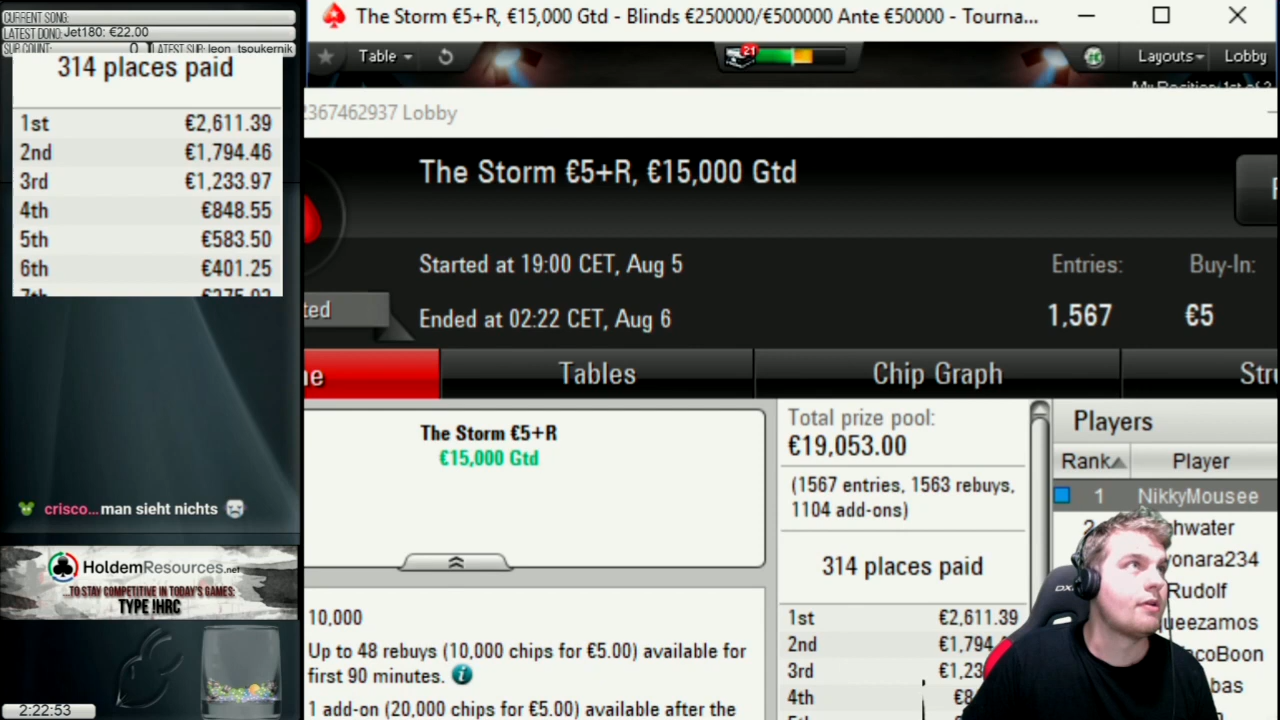 CURRENT SONG:
LATEST DONO: Jet180: €22.00
SUB COUNT: 0 LATEST SUB: leon_tsoukernik
314 places paid
1st €2,611.39
2nd €1,794.46
3rd €1,233.97
4th €848.55
5th €583.50
6th €401.25
crisco... man sieht nichts
HoldemResources.net
...TO STAY COMPETITIVE IN TODAY'S GAMES:
TYPE !HRC
2:22:53
The Storm €5+R, €15,000 Gtd - Blinds €250000/€500000 Ante €50000 - Tourna...
Table
21
Layouts
Lobby
2367462937 Lobby
The Storm €5+R, €15,000 Gtd
Started at 19:00 CET, Aug 5
Ended at 02:22 CET, Aug 6
Entries: Buy-In:
1,567 €5
Tables
Chip Graph
The Storm €5+R
€15,000 Gtd
10,000
Up to 48 rebuys (10,000 chips for €5.00) available for
first 90 minutes.
1 add-on (20,000 chips for €5.00) available after the
Total prize pool:
€19,053.00
(1567 entries, 1563 rebuys,
1104 add-ons)
314 places paid
1st €2,611.39
2nd €1,794
3rd
4th
Players
Rank Player
1 NikkyMousee
2
Rudolf